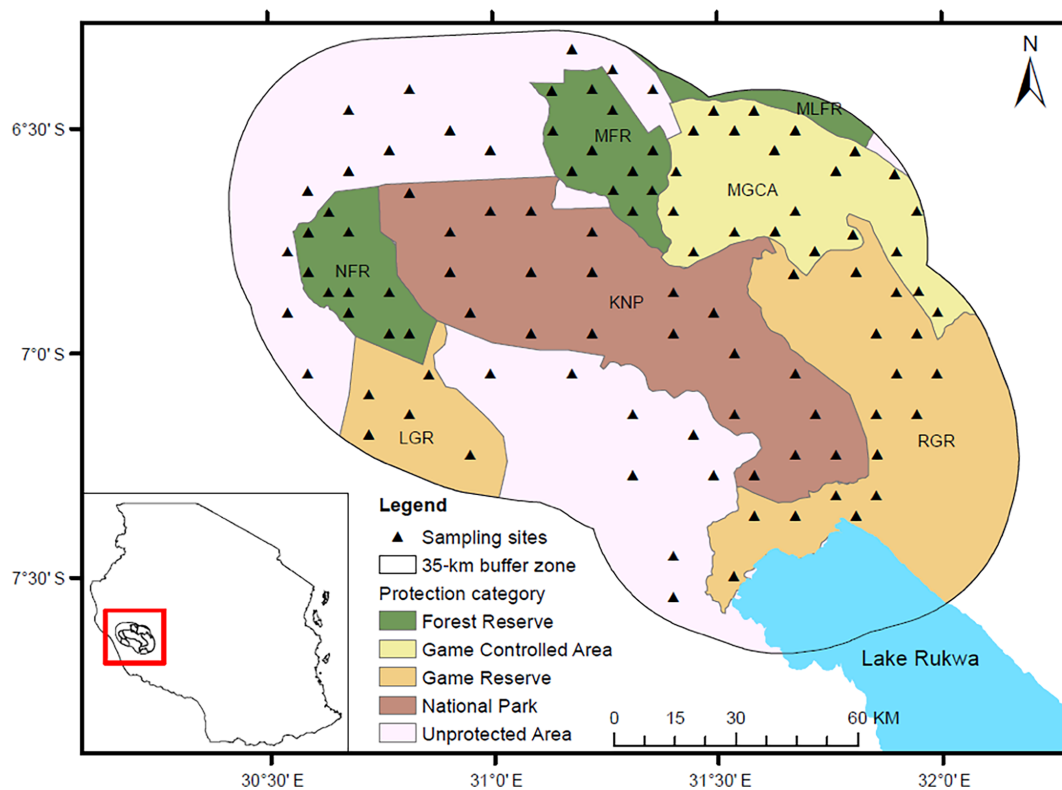 N
6°30' S
7°0' S
7°30' S
MLFR
MFR
MGCA
NFR
KNP
LGR
RGR
Legend
Sampling sites
35-km buffer zone
Protection category
Forest Reserve
Game Controlled Area
Game Reserve
National Park
Unprotected Area
Lake Rukwa
0 15 30 60 KM
30°30' E 31°0' E 31°30' E 32°0' E